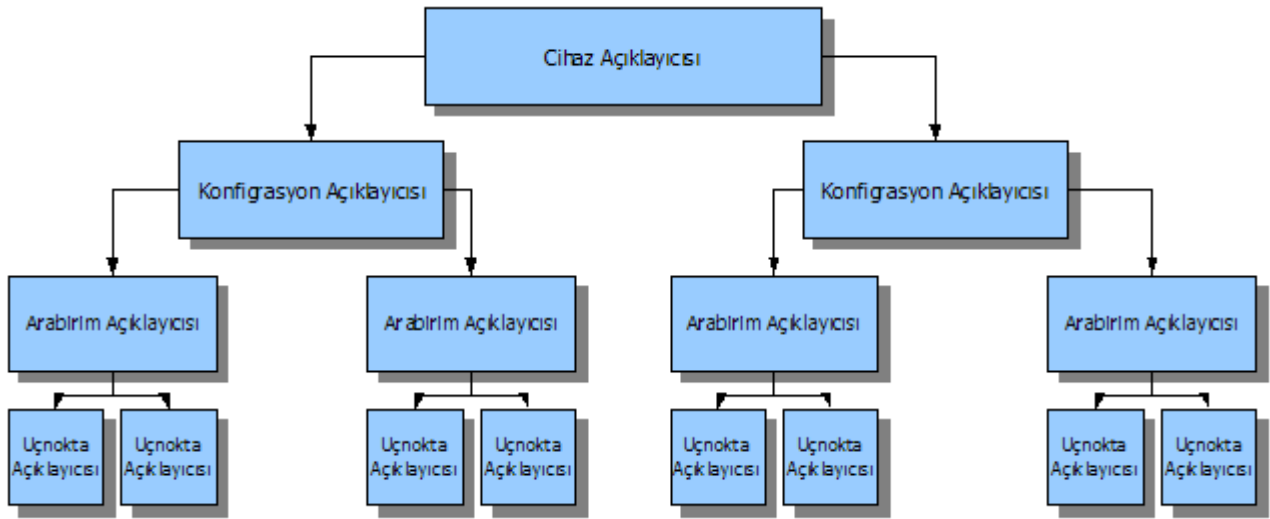 Cihaz Açıklayıcısı
Konfigrasyon Açıklayıcısı
Konfigrasyon Açıklayıcısı
Arabirim Açıklayıcısı
Arabirim Açıklayıcısı
Arabirim Açıklayıcısı
Arabirim Açıklayıcısı
Uçnokta
Açıklayıcısı
Uçnokta
Açıklayıcısı
Uçnokta
Açıklayıcısı
Uçnokta
Açıklayıcısı
Uçnokta
Açıklayıcısı
Uçnokta
Açıklayıcısı
Uçnokta
Açıklayıcısı
Uçnokta
Açıklayıcısı